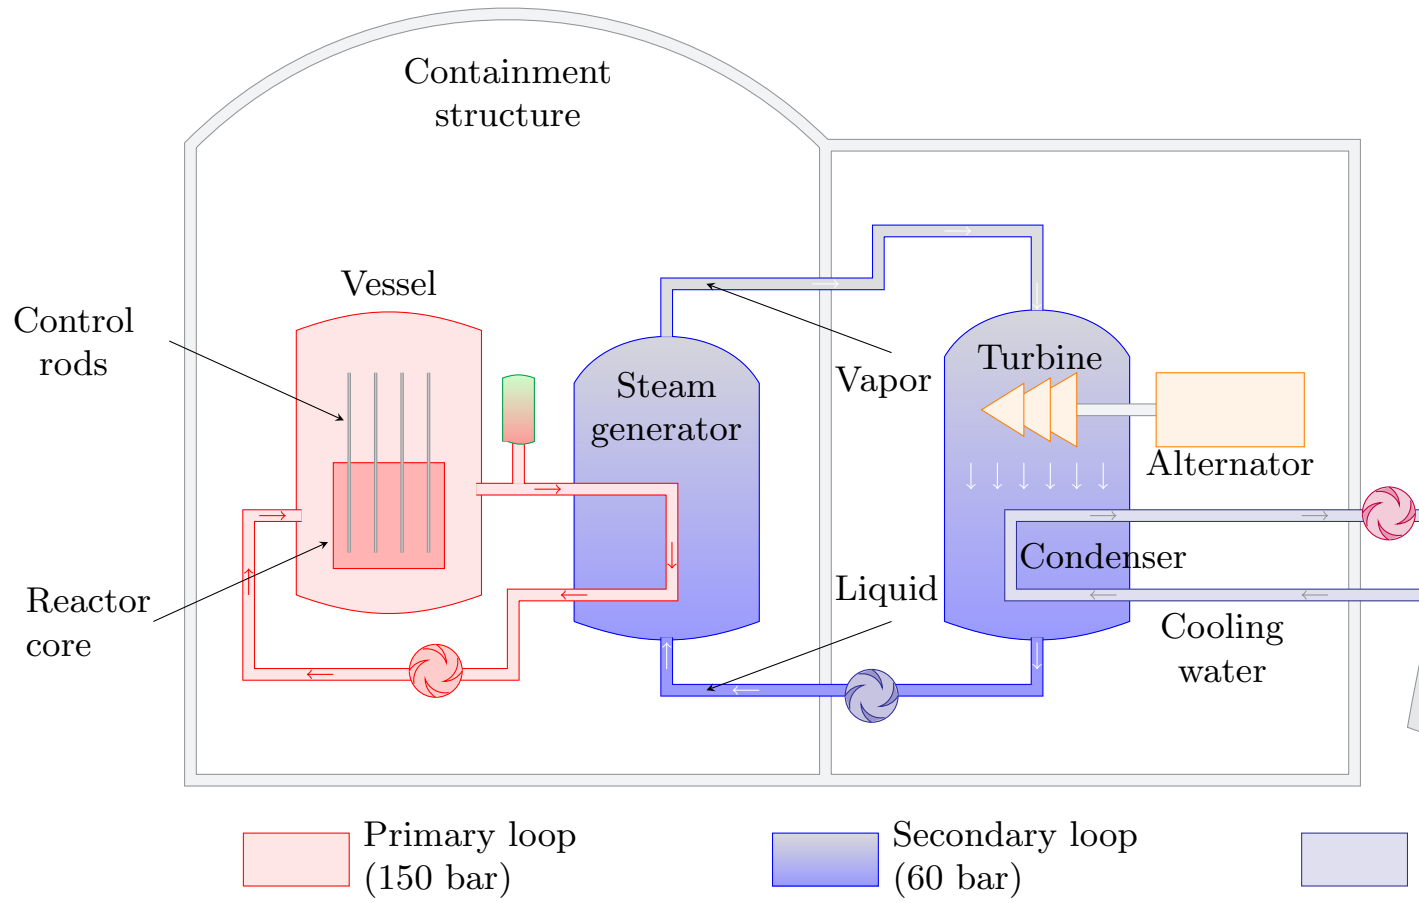 Containment
structure
Vessel
Control
rods
Steam
generator
Turbine
Vapor
Alternator
Condenser
Liquid
Reactor
core
Cooling
water
Primary loop
(150 bar)
Secondary loop
(60 bar)